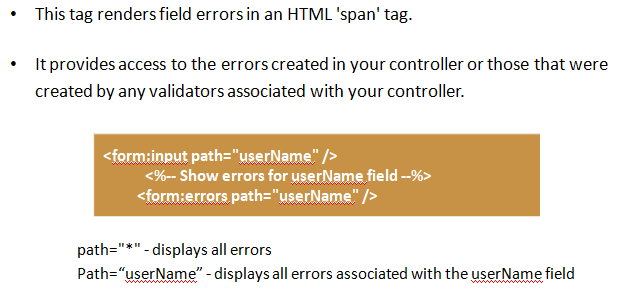 • This tag renders field errors in an HTML 'span' tag.
• It provides access to the errors created in your controller or those that were
created by any validators associated with your controller.
<form:input path="userName" />
<%-- Show errors for userName field --%>
<form:errors path="userName" />
path="*" - displays all errors
Path=“userName” - displays all errors associated with the userName field